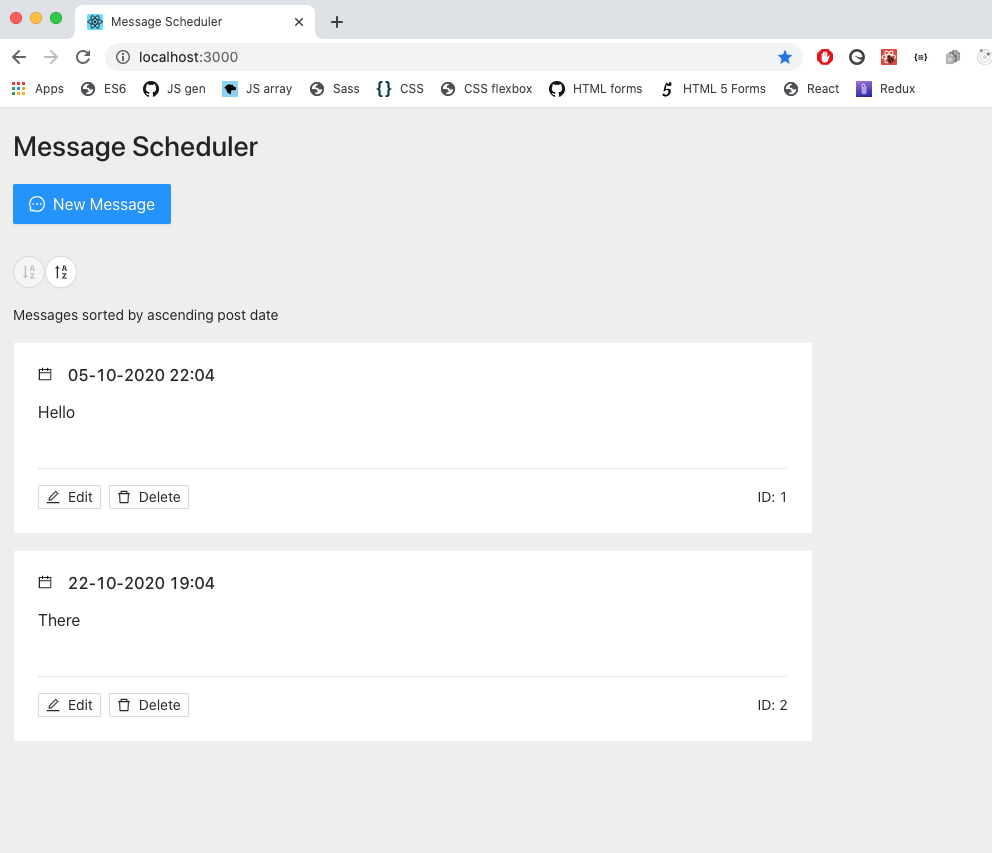 Message Scheduler
localhost:3000
Apps ES6 JS gen JS array Sass {} CSS CSS flexbox HTML forms 5 HTML 5 Forms React Redux
Message Scheduler
New Message
A Z A Z
Messages sorted by ascending post date
05-10-2020 22:04
Hello
Edit Delete ID: 1
22-10-2020 19:04
There
Edit Delete ID: 2